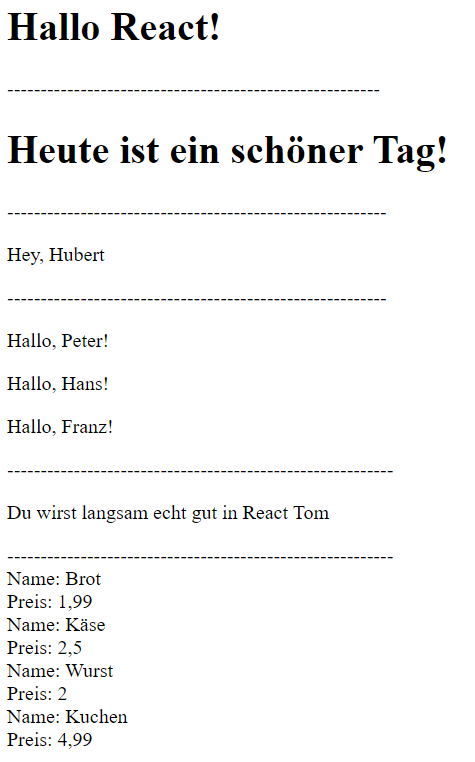 Hallo React!
--------------------------------------------------------
Heute ist ein schöner Tag!
---------------------------------------------------------
Hey, Hubert
---------------------------------------------------------
Hallo, Peter!
Hallo, Hans!
Hallo, Franz!
----------------------------------------------------------
Du wirst langsam echt gut in React Tom
----------------------------------------------------------
Name: Brot
Preis: 1,99
Name: Käse
Preis: 2,5
Name: Wurst
Preis: 2
Name: Kuchen
Preis: 4,99